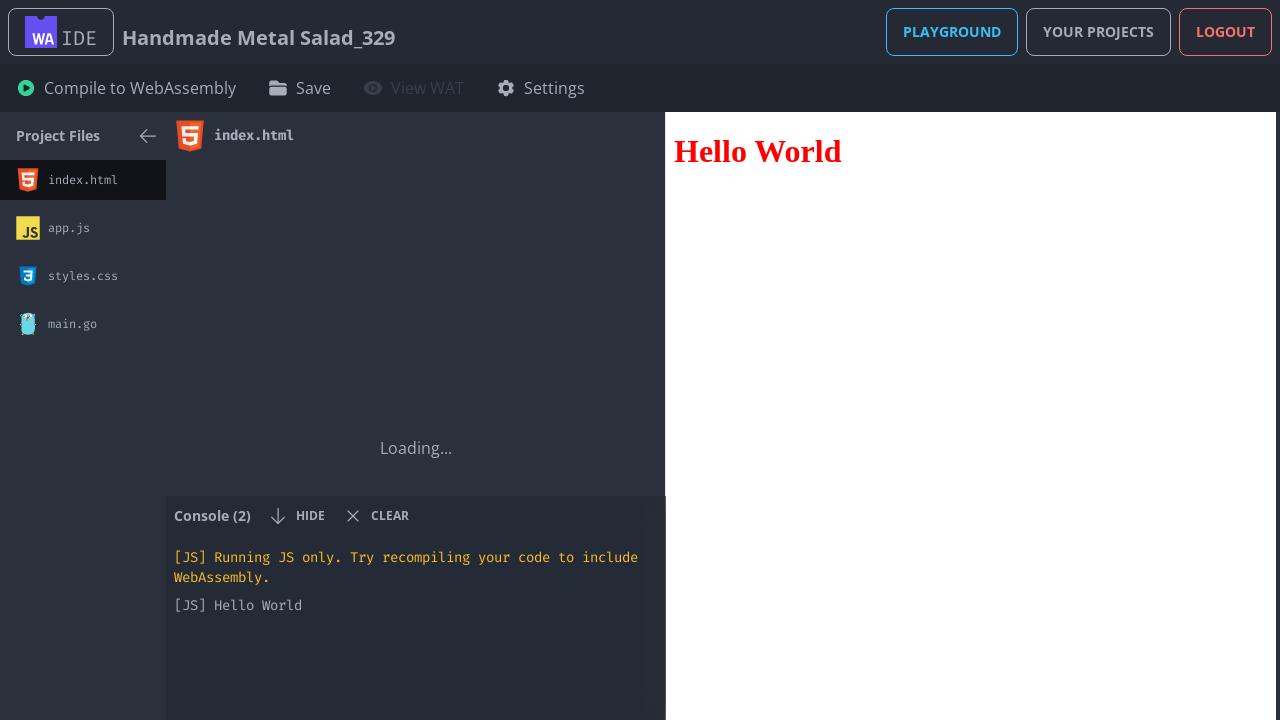 WA IDE
Handmade Metal Salad_329
PLAYGROUND
YOUR PROJECTS
LOGOUT
Compile to WebAssembly
Save
View WAT
Settings
Project Files
index.html
JS app.js
styles.css
main.go
index.html
Loading...
Hello World
Console (2)
HIDE
CLEAR
[JS] Running JS only. Try recompiling your code to include
WebAssembly.
[JS] Hello World